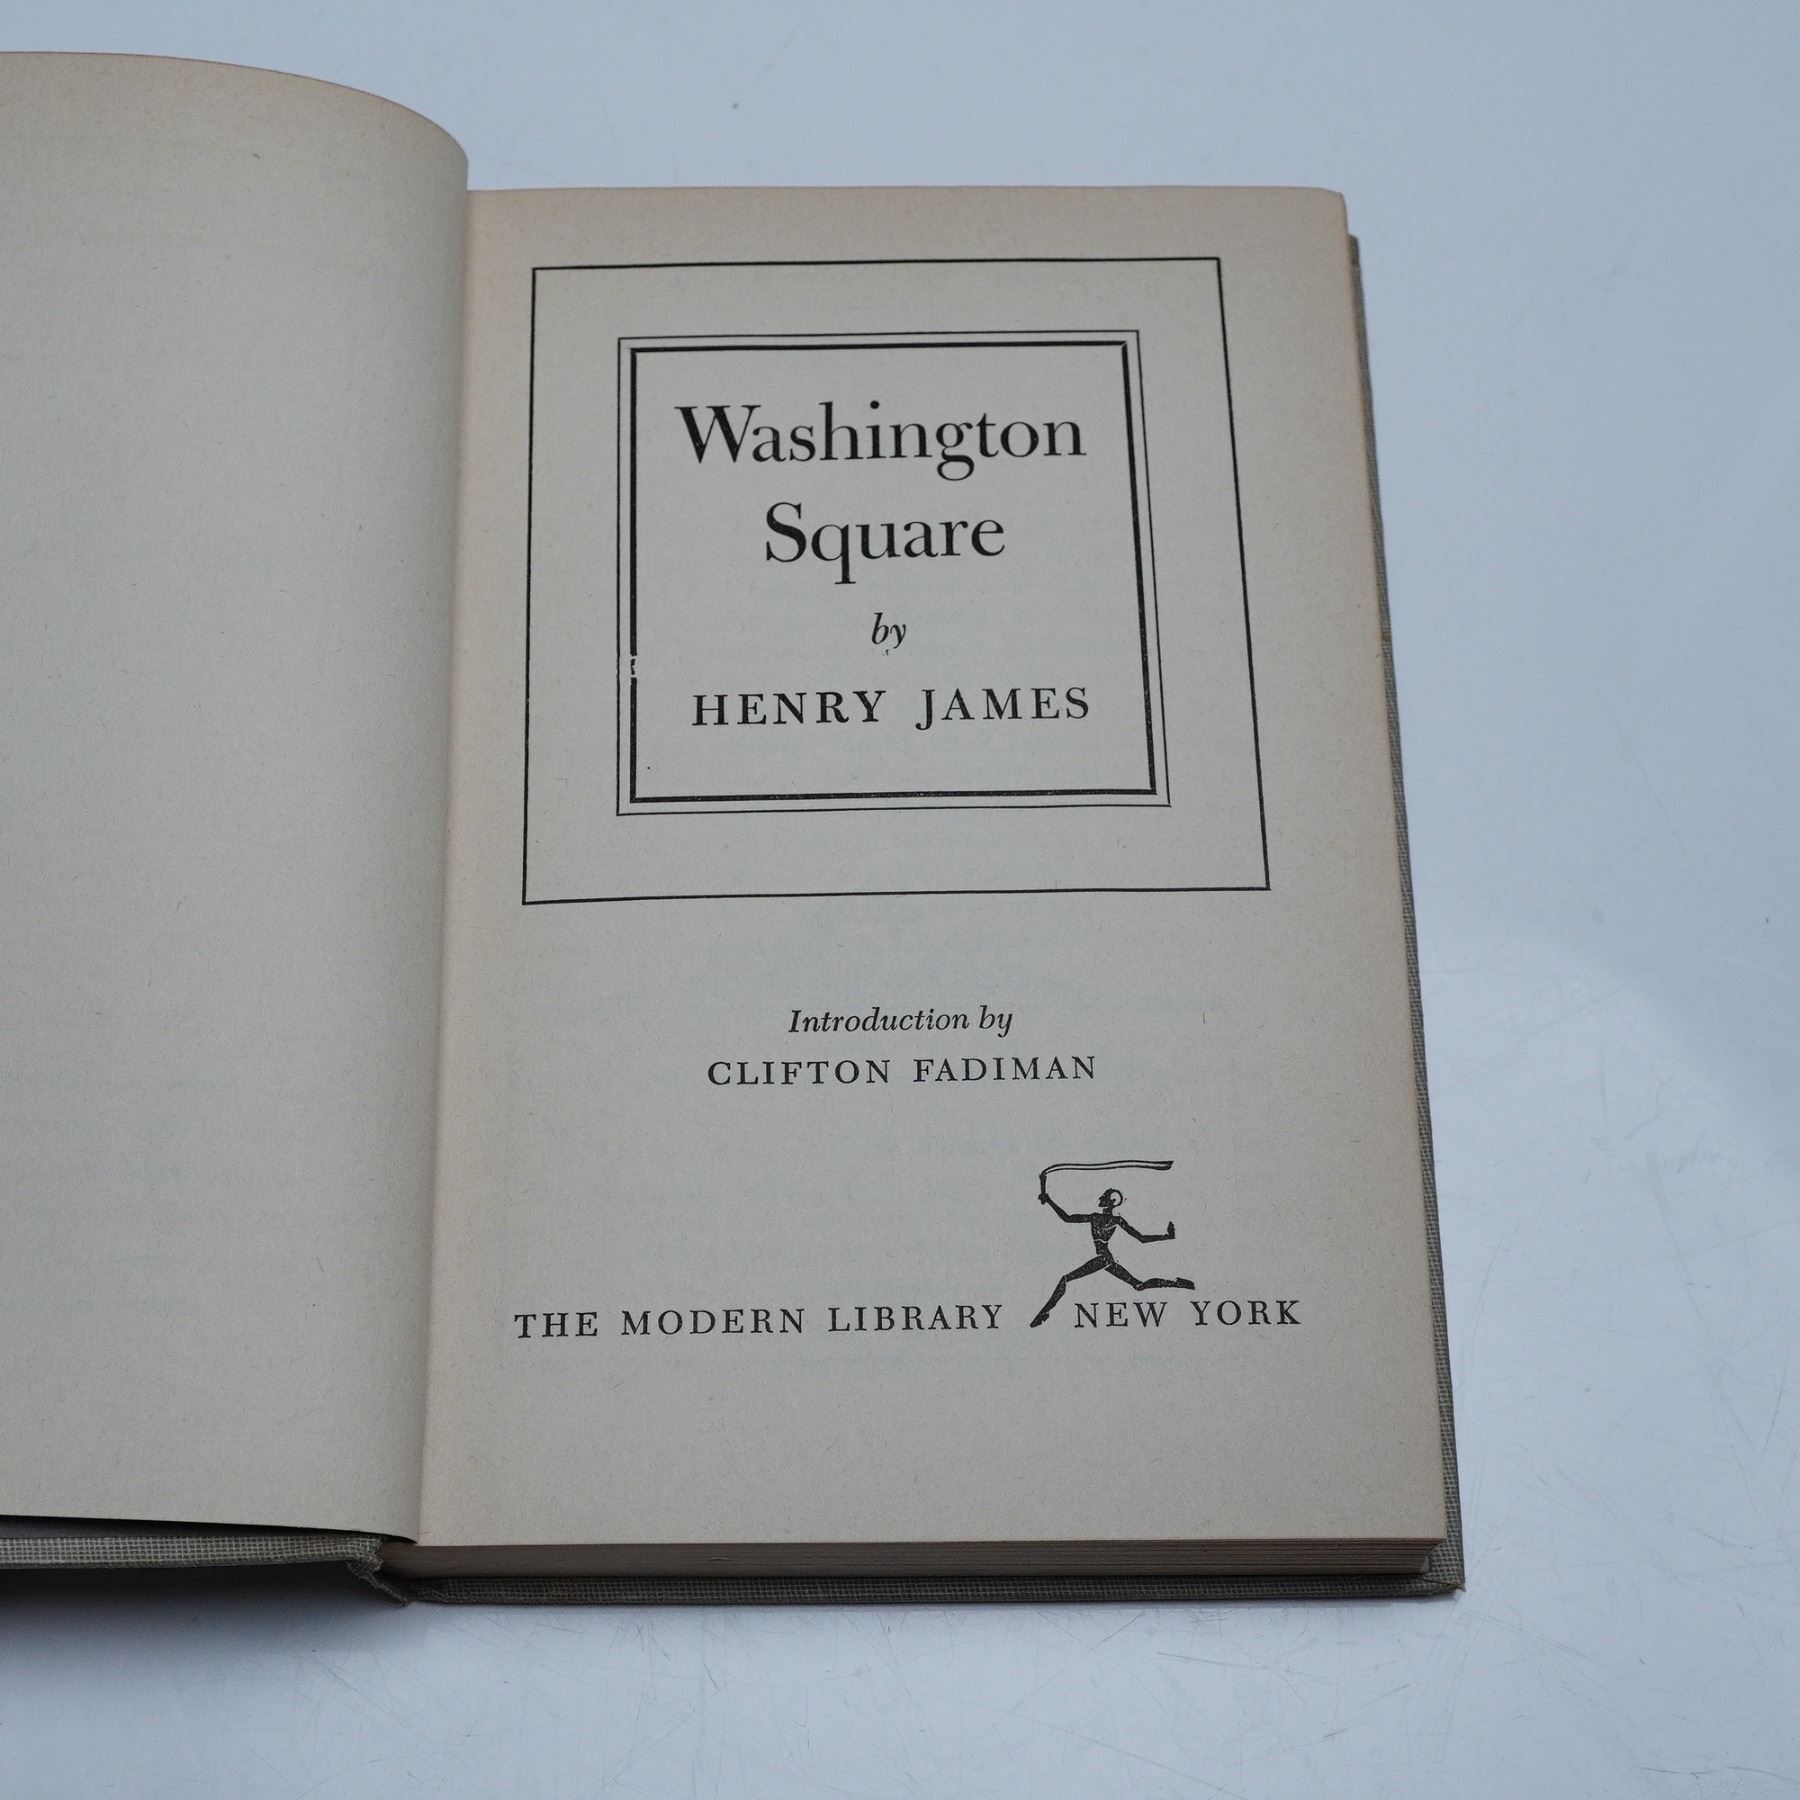 Washington
Square
by
HENRY JAMES
Introduction by
CLIFTON FADIMAN
THE MODERN LIBRARY NEW YORK